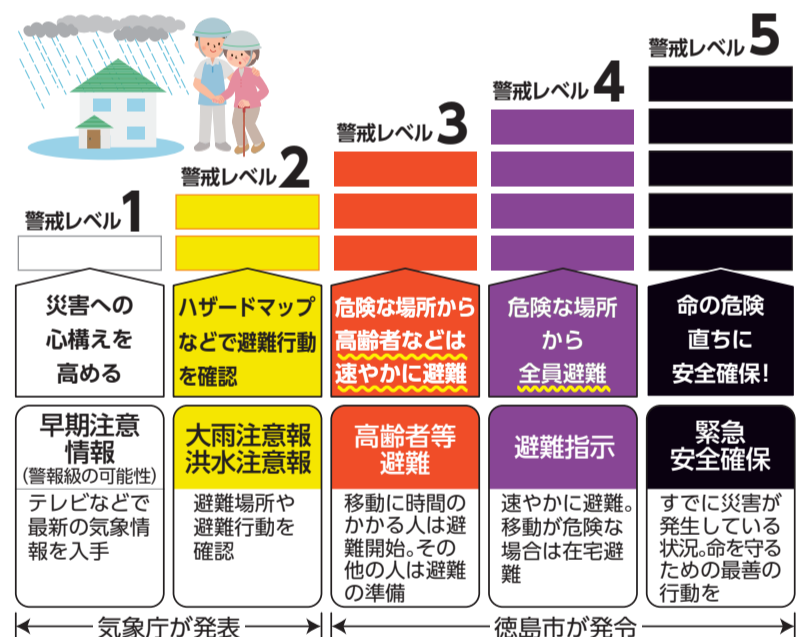 警戒レベル1
災害への
心構えを
高める
早期注意
情報
(警報級の可能性)
テレビなどで
最新の気象情
報を入手
警戒レベル2
ハザードマップ
などで避難行動
を確認
大雨注意報
洪水注意報
避難場所や
避難行動を
確認
警戒レベル3
危険な場所から
高齢者などは
速やかに避難
高齢者等
避難
移動に時間の
かかる人は避
難開始。その
他の人は避難
の準備
警戒レベル4
危険な場所
から
全員避難
避難指示
速やかに避難。
移動が危険な
場合は在宅避
難
警戒レベル5
命の危険
直ちに
安全確保!
緊急
安全確保
すでに災害が
発生している
状況。命を守る
ための最善の
行動を
気象庁が発表
徳島市が発令